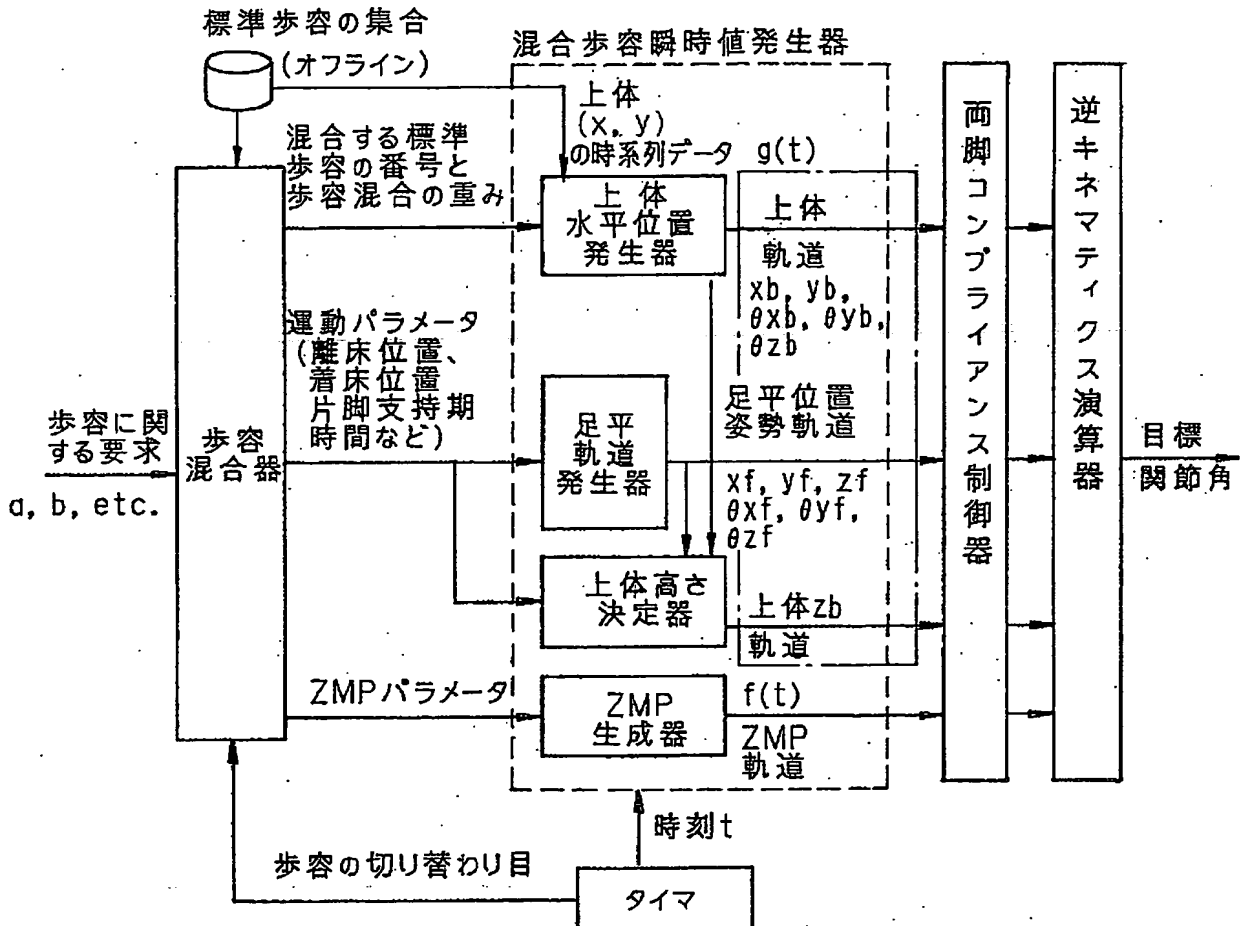 標準歩容の集合
(オフライン)
混合歩容瞬時値発生器
上体
(x, y)
の時系列データ
g(t)
混合する標準
歩容の番号と
歩容混合の重み
上体
水平位置
発生器
上体
軌道
xb, yb,
θxb, θyb,
θzb
運動パラメータ
(離床位置、
着床位置
片脚支持期
時間など)
歩容に関
する要求
a, b, etc.
歩容
混合器
足平
軌道
発生器
足平位置
姿勢軌道
xf, yf, zf
θxf, θyf,
θzf
上体高さ
決定器
上体zb
軌道
ZMPパラメータ
ZMP
生成器
f(t)
ZMP
軌道
両脚コンプライアンス制御器
逆キネマティクス演算器
目標
関節角
時刻t
歩容の切り替わり目
タイマ